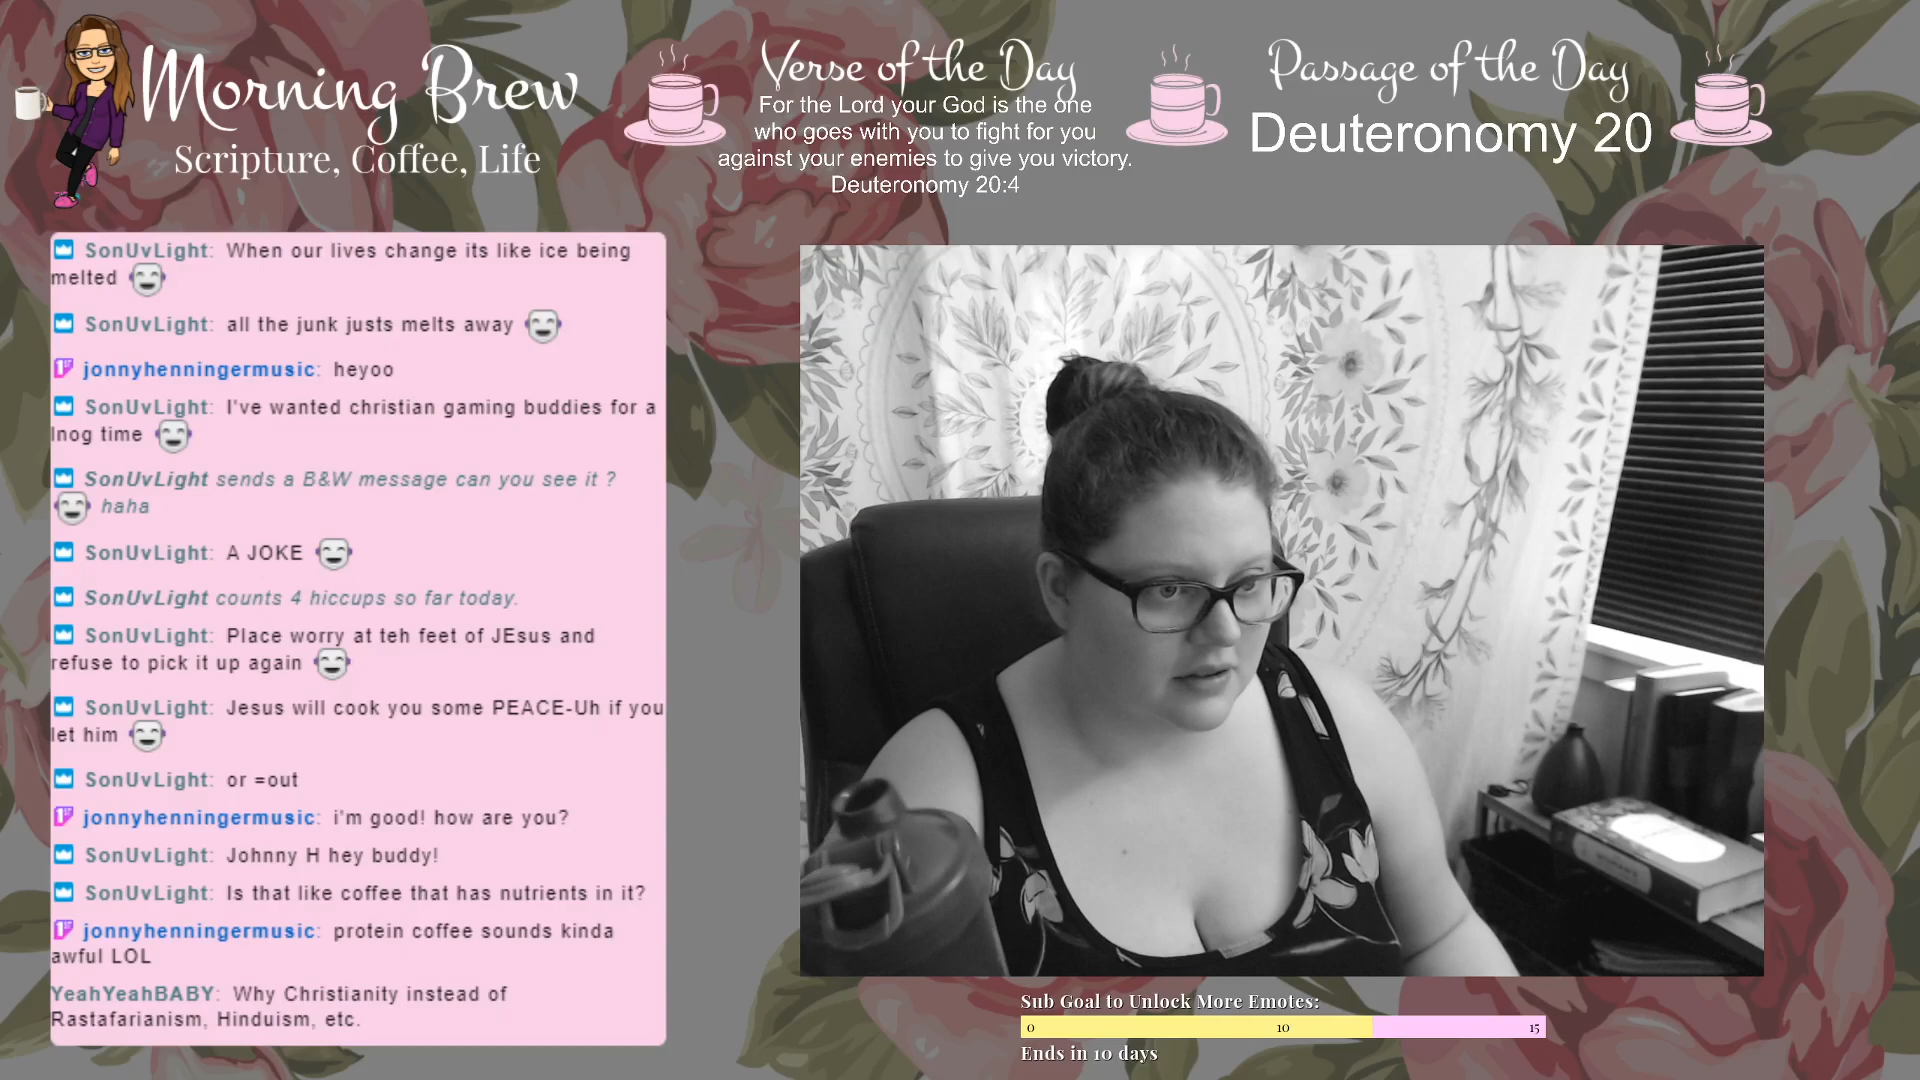 Morning Brew
Scripture, Coffee, Life
Verse of the Day
For the Lord your God is the one
who goes with you to fight for you
against your enemies to give you victory.
Deuteronomy 20:4
Passage of the Day
Deuteronomy 20
SonUvLight: When our lives change its like ice being
melted
SonUvLight: all the junk justs melts away
jonnyhenningermusic: heyoo
SonUvLight: I've wanted christian gaming buddies for a
lnog time
SonUvLight sends a B&W message can you see it ?
haha
SonUvLight: A JOKE
SonUvLight counts 4 hiccups so far today.
SonUvLight: Place worry at teh feet of JEsus and
refuse to pick it up again
SonUvLight: Jesus will cook you some PEACE-Uh if you
let him
SonUvLight: or =out
jonnyhenningermusic: i'm good! how are you?
SonUvLight: Johnny H hey buddy!
SonUvLight: Is that like coffee that has nutrients in it?
jonnyhenningermusic: protein coffee sounds kinda
awful LOL
YeahYeahBABY: Why Christianity instead of
Rastafarianism, Hinduism, etc.
Sub Goal to Unlock More Emotes:
0 10 15
Ends in 10 days